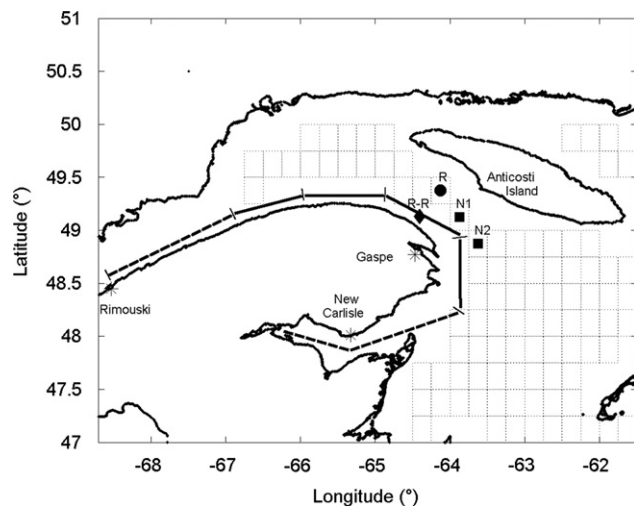 51
50.5
50
49.5
49
48.5
48
47.5
47
Latitude (°)
R
Anticosti
Island
R-R
N1
N2
Gaspe
Rimouski
New
Carlisle
-68
-67
-66
-65
-64
-63
-62
Longitude (°)